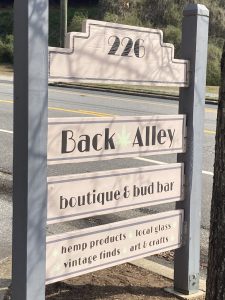 226
Back Alley
boutique & bud bar
hemp products local glass
vintage finds art & crafts